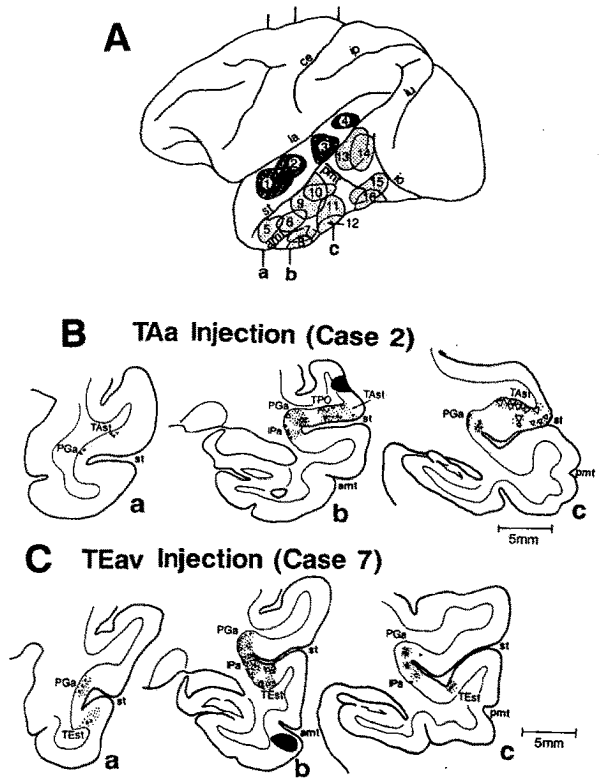 A
ce
ip
lu
la
4
3
2
1
13
14
pmt
15
io
16
10
9
11
st
6
5
12
amt
7
8
a
b
c
B
TAa Injection (Case 2)
TPO
TAst
PGa
IPa
st
amt
b
TAst
PGa
st
a
TAst
PGa
st
pmt
c
5mm
C
TEav Injection (Case 7)
PGa
st
TEst
a
PGa
IPa
st
TEst
amt
b
PGa
IPa
st
TEst
pmt
c
5mm